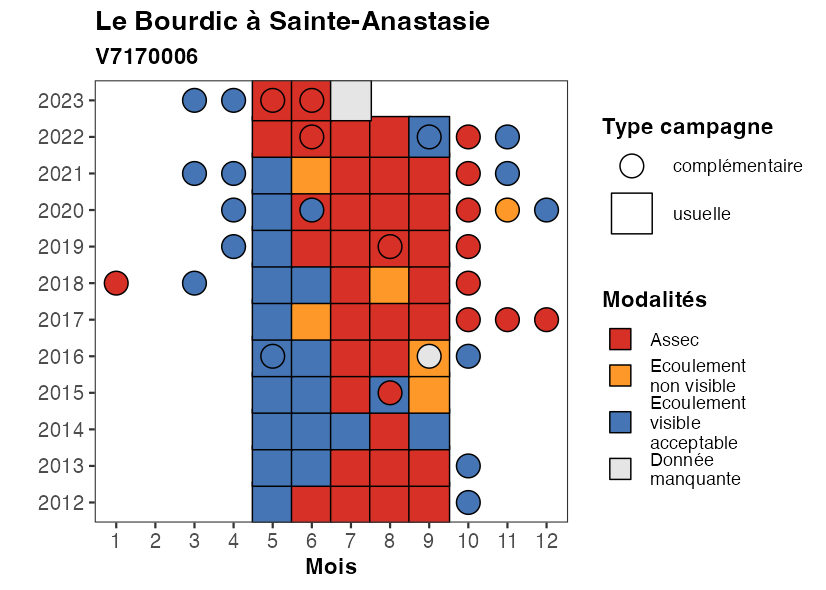 Le Bourdic à Sainte-Anastasie
V7170006
2023
2022
2021
2020
2019
2018
2017
2016
2015
2014
2013
2012
1 2 3 4 5 6 7 8 9 10 11 12
Mois
Type campagne
complémentaire
usuelle
Modalités
Assec
Ecoulement
non visible
Ecoulement
visible
acceptable
Donnée
manquante